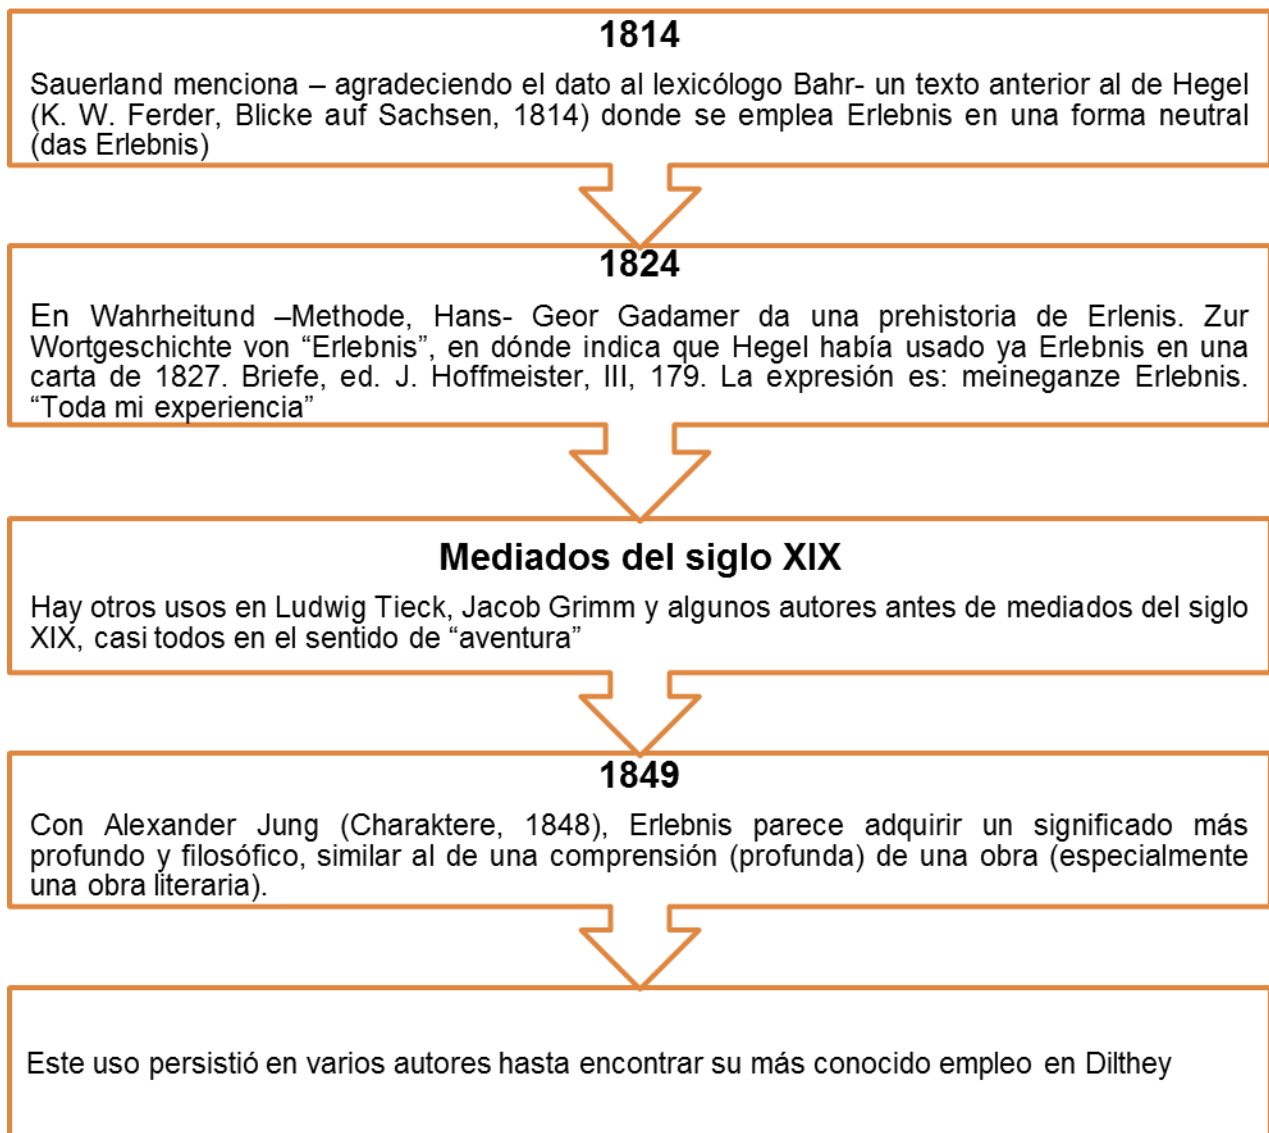 1814
Sauerland menciona – agradeciendo el dato al lexicólogo Bahr- un texto anterior al de Hegel
(K. W. Ferder, Blicke auf Sachsen, 1814) donde se emplea Erlebnis en una forma neutral
(das Erlebnis)
1824
En Wahrheitund –Methode, Hans- Geor Gadamer da una prehistoria de Erlenis. Zur
Wortgeschichte von “Erlebnis”, en dónde indica que Hegel había usado ya Erlebnis en una
carta de 1827. Briefe, ed. J. Hoffmeister, III, 179. La expresión es: meineganze Erlebnis.
“Toda mi experiencia”
Mediados del siglo XIX
Hay otros usos en Ludwig Tieck, Jacob Grimm y algunos autores antes de mediados del siglo
XIX, casi todos en el sentido de “aventura”
1849
Con Alexander Jung (Charaktere, 1848), Erlebnis parece adquirir un significado más
profundo y filosófico, similar al de una comprensión (profunda) de una obra (especialmente
una obra literaria).
Este uso persistió en varios autores hasta encontrar su más conocido empleo en Dilthey